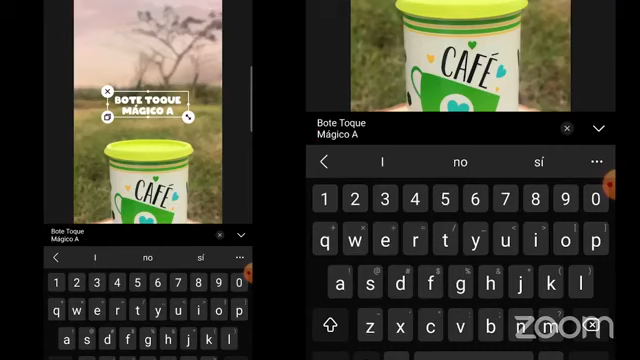 BOTE TOQUE
MÁGICO A
CAFÉ
Bote Toque
Mágico A
I no sí
1 2 3 4 5 6 7 8 9 0
q w e r t y u i o p
a s d f g h j k l
CAFÉ
Bote Toque
Mágico A
I no sí ...
1 2 3 4 5 6 7 8 9 0
q w e r t y u i o p
a s d f g h j k l
z x c v b n m
zoom